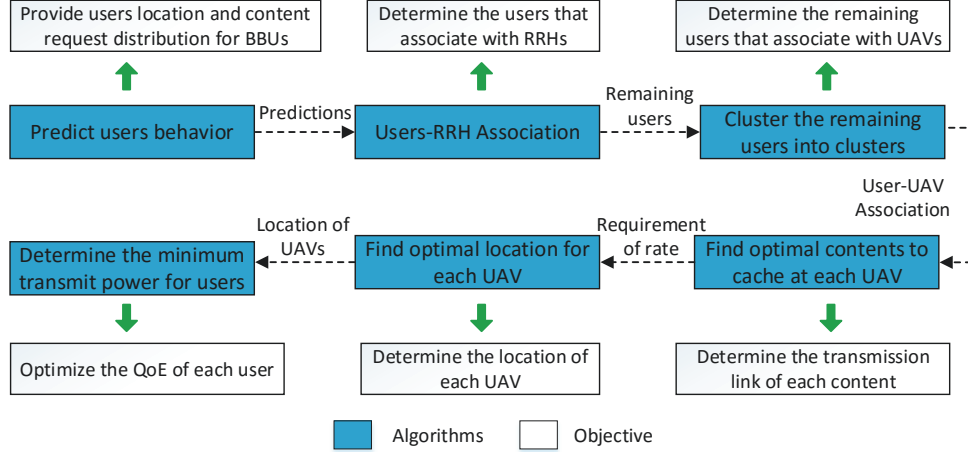 Provide users location and
content request distribution for BBUs
Determine the users that
associate with RRHs
Determine the remaining
users that associate with UAVs
Predict users behavior
Predictions
Users-RRH Association
Remaining
users
Cluster the remaining
users into clusters
User-UAV
Association
Determine the minimum
transmit power for users
Location of
UAVs
Find optimal location for
each UAV
Requirement
of rate
Find optimal contents to
cache at each UAV
Optimize the QoE of each user
Determine the location of
each UAV
Determine the transmission
link of each content
Algorithms
Objective